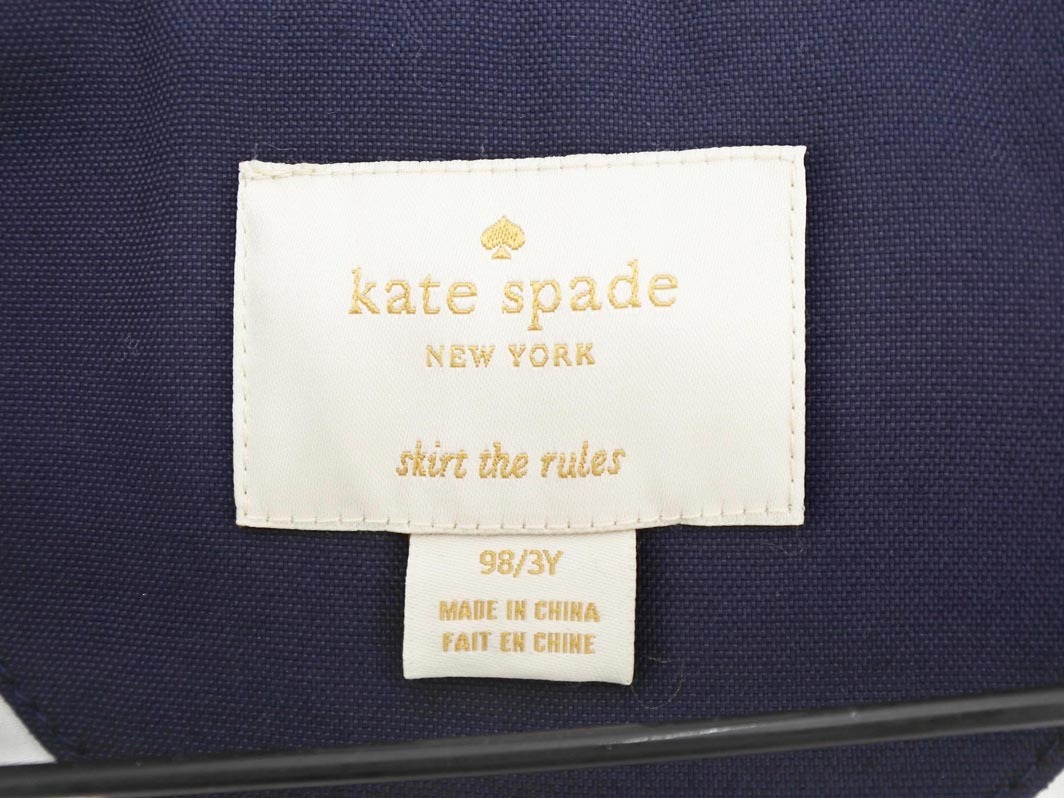 kate spade
NEW YORK
skirt the rules
98/3Y
MADE IN CHINA
FAIT EN CHINE